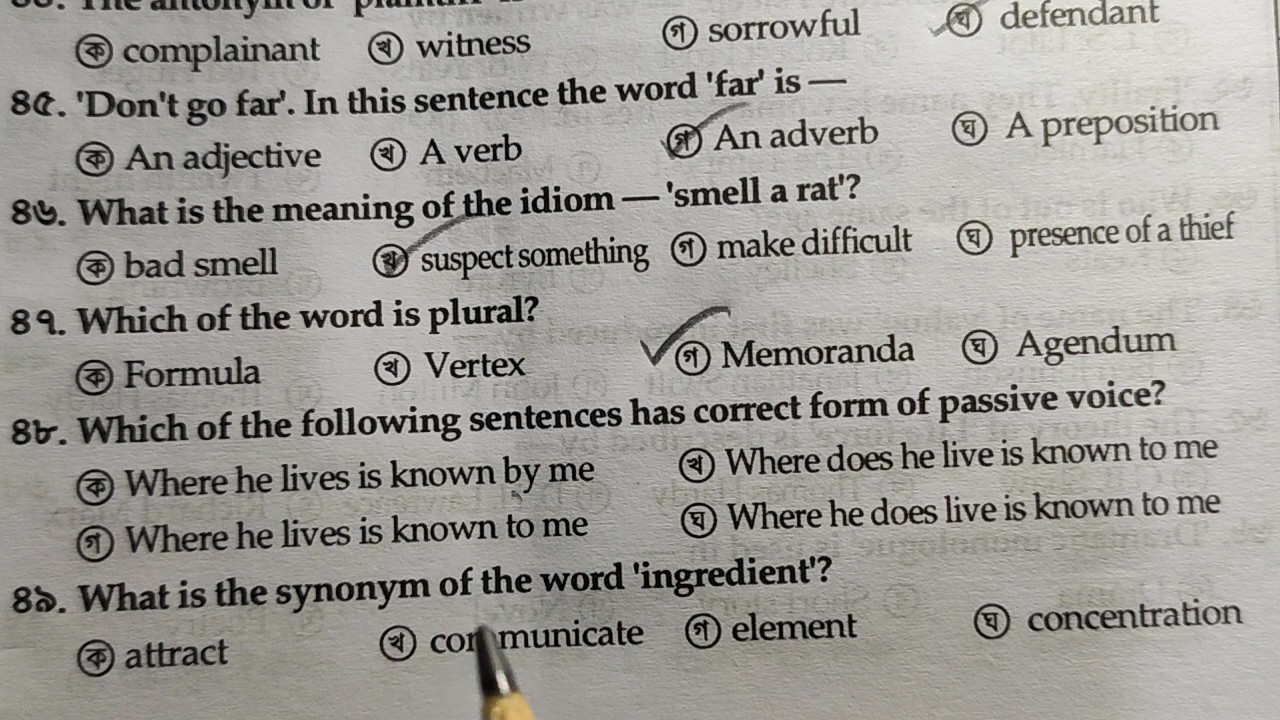 ক complainant খ witness গ sorrowful ঘ defendant
৪৫. 'Don't go far'. In this sentence the word 'far' is —
ক An adjective খ A verb গ An adverb ঘ A preposition
৪৬. What is the meaning of the idiom — 'smell a rat'?
ক bad smell খ suspect something গ make difficult ঘ presence of a thief
৪৭. Which of the word is plural?
ক Formula খ Vertex গ Memoranda ঘ Agendum
৪৮. Which of the following sentences has correct form of passive voice?
ক Where he lives is known by me খ Where does he live is known to me
গ Where he lives is known to me ঘ Where he does live is known to me
৪৯. What is the synonym of the word 'ingredient'?
ক attract খ communicate গ element ঘ concentration